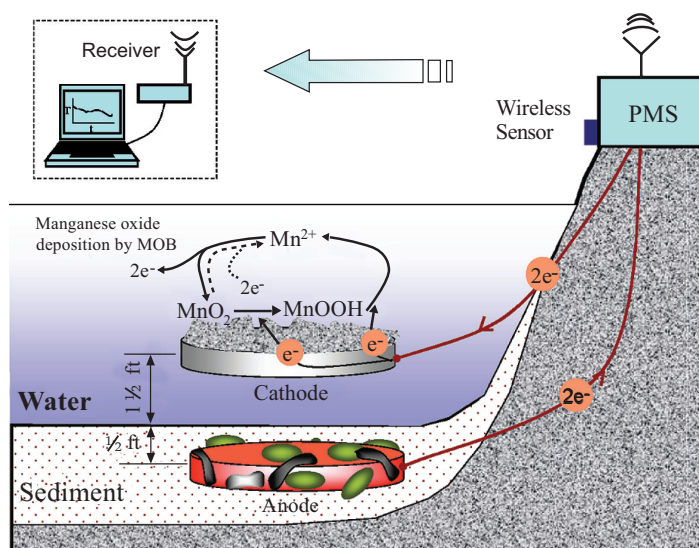 Receiver
T
t
Wireless
Sensor
PMS
Manganese oxide
deposition by MOB
Mn²⁺
2e-
2e-
MnO₂
MnOOH
2e-
e-
e-
Cathode
1 ½ ft
Water
2e-
½ ft
Sediment
Anode